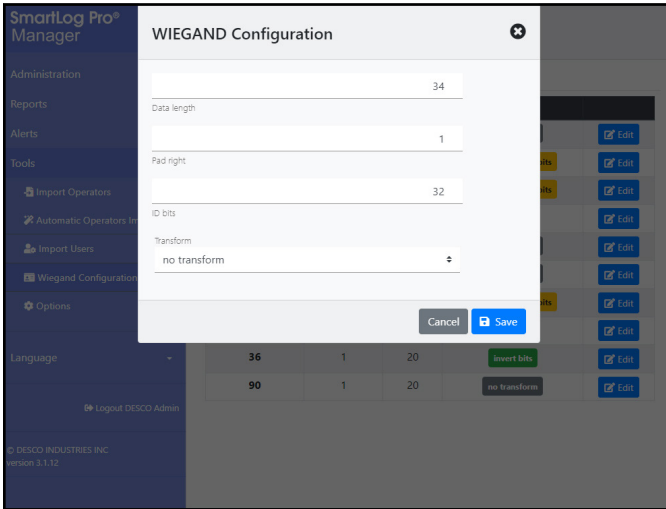 SmartLog Pro®
Manager
Administration
Reports
Alerts
Tools
Import Operators
Automatic Operators Im
Import Users
Wiegand Configuration
Options
Language
Logout DESCO Admin
© DESCO INDUSTRIES INC
version 3.1.12
WIEGAND Configuration
34
Data length
1
Pad right
32
ID bits
Transform
no transform
Cancel
Save
Edit
bits
Edit
bits
Edit
Edit
Edit
Edit
bits
Edit
Edit
36 1 20 invert bits Edit
90 1 20 no transform Edit